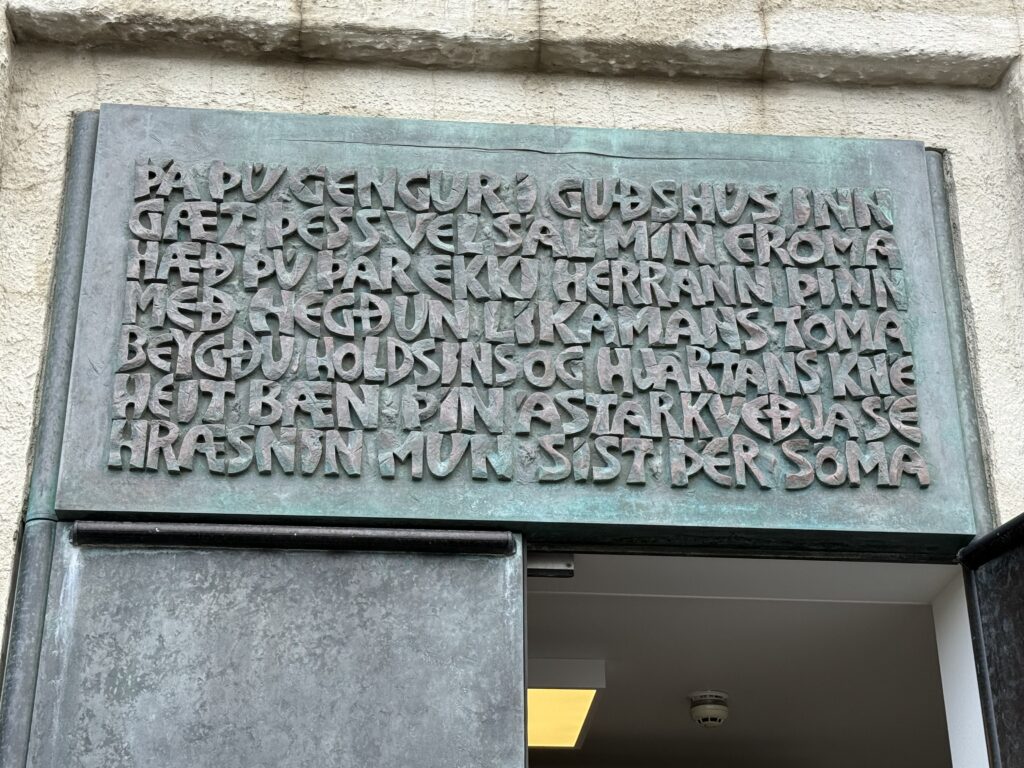 ÞÁ ÞÚ GENGUR Í GUÐSHÚS INN
GÆT ÞESS VEL SÁL MÍN FRÓMA
HÆÐ ÞÚ ÞAR EKKI HERRANN ÞINN
MEÐ HEGÐUN LÍKAMANS TÓMA
BEYGÐU HOLDSINS OG HJARTANS KNÉ
HEIT BÆN ÞÍN ÁSTARKVEÐJA SÉ
HRÆSNIN MUN SÍST ÞÉR SÓMA